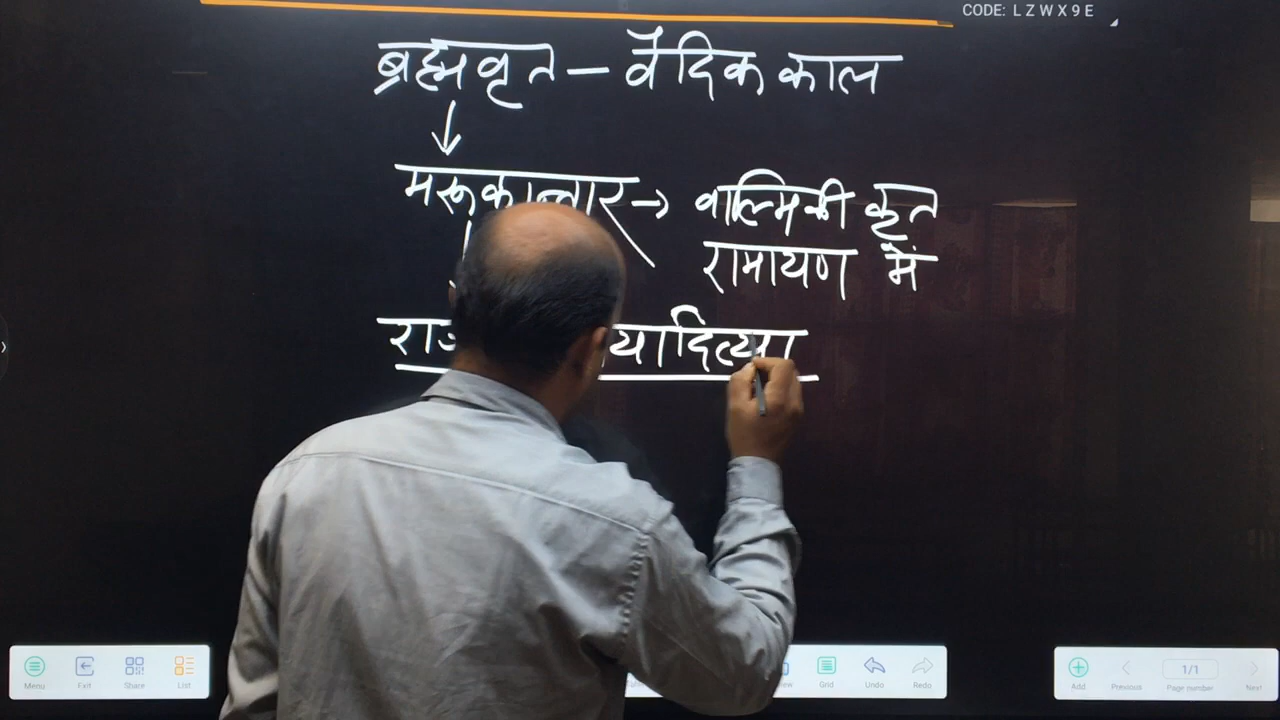 CODE: L Z W X 9 E
ब्रह्मवृत – वैदिक काल
↓
मरूकान्तार → वाल्मिकी कृत
रामायण में
Menu Exit Share List Grid Undo Redo Add Previous 1/1 Page number Next